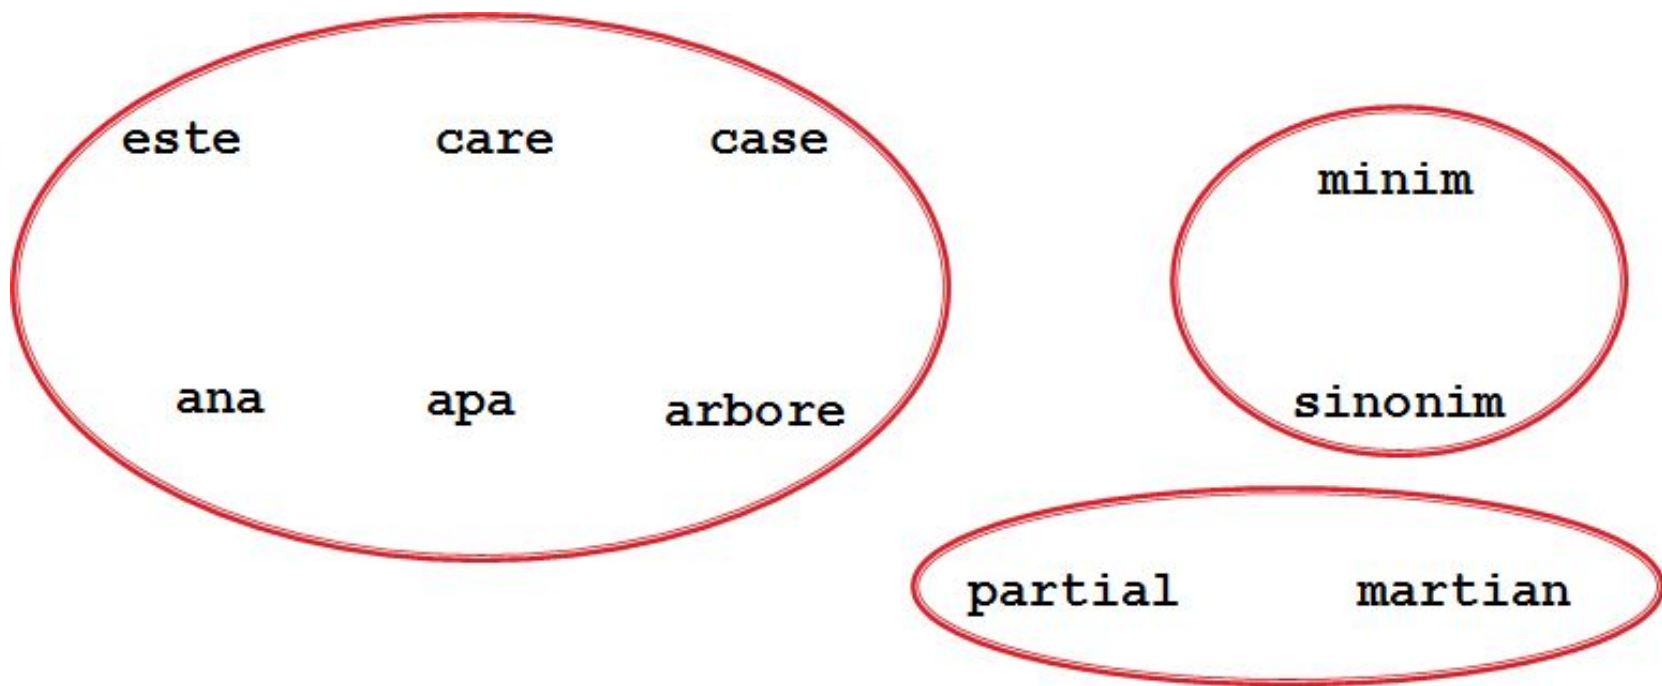 este care case
minim
ana apa arbore
sinonim
partial martian